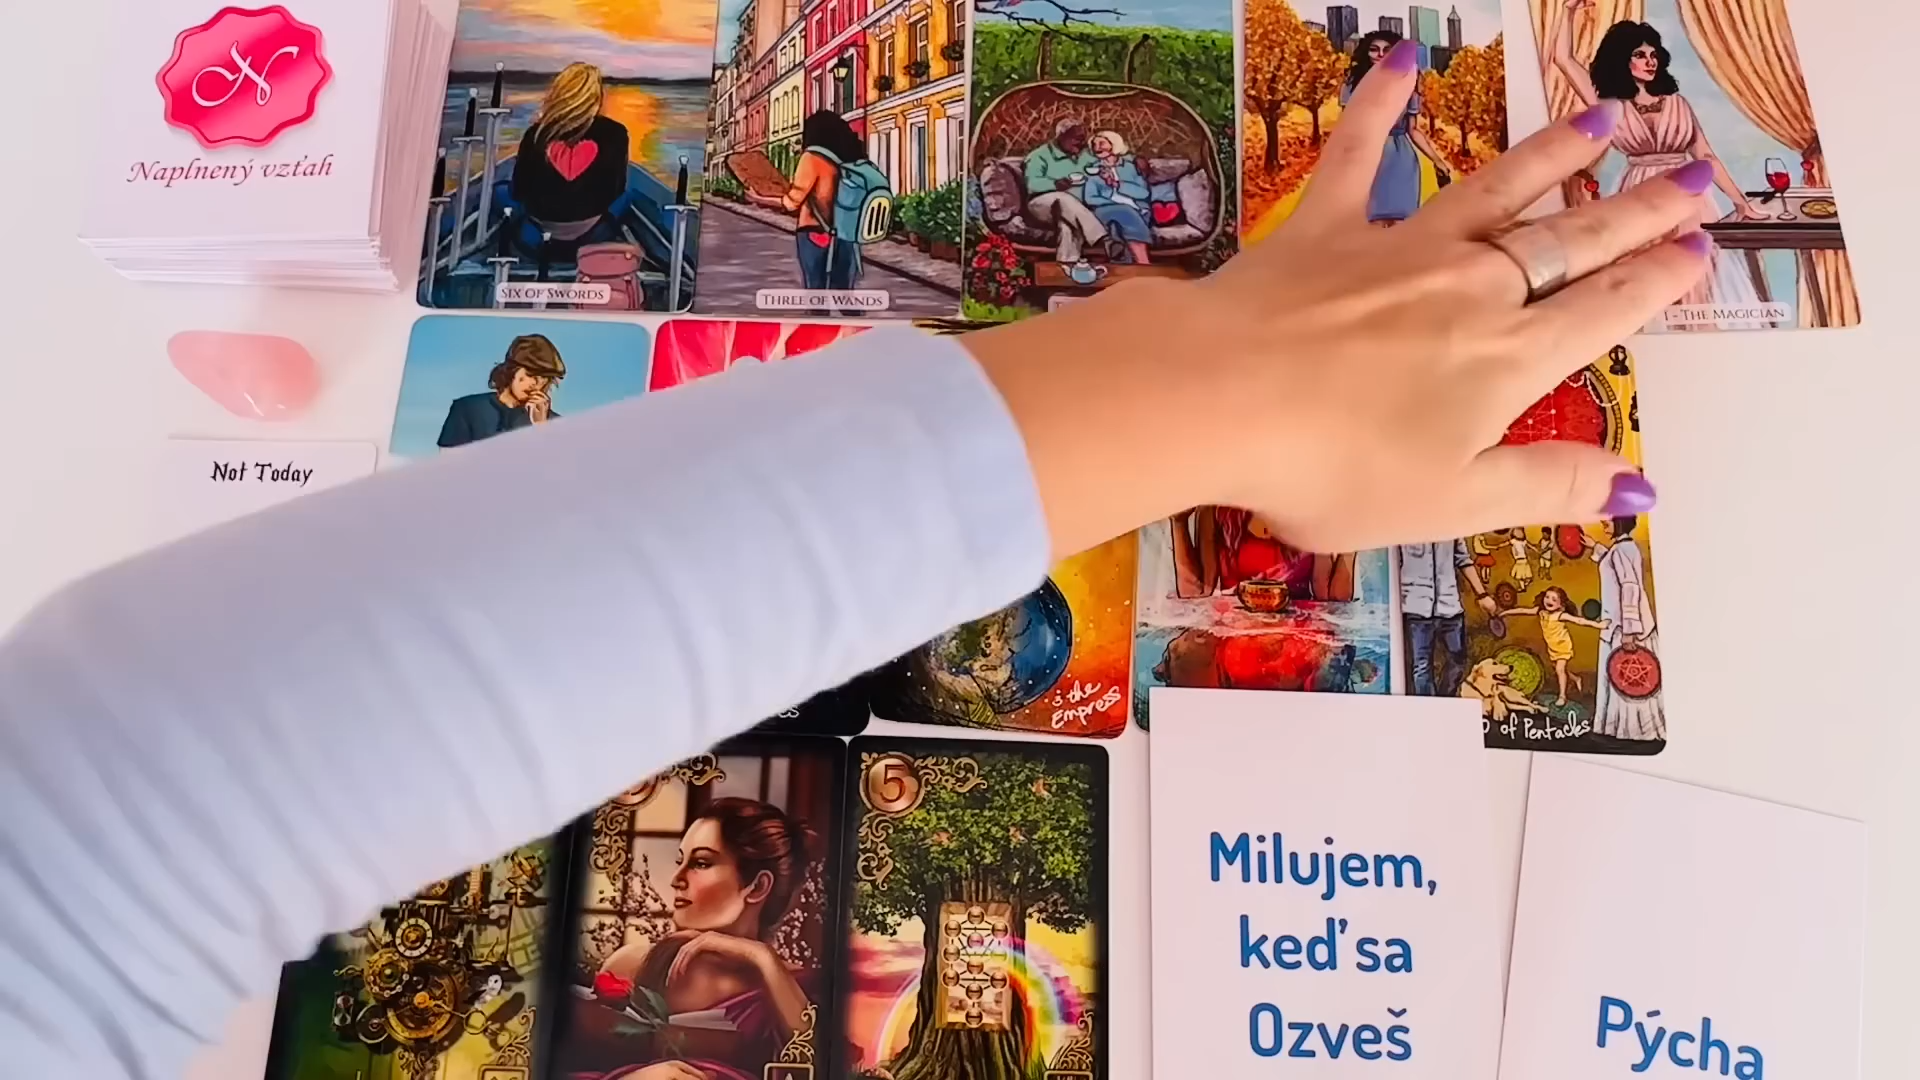 N
Naplnený vzťah
SIX OF SWORDS
THREE OF WANDS
I - THE MAGICIAN
Not Today
3 the
Empress
of Pentacles
5
Milujem,
keď sa
Ozveš
Pýcha